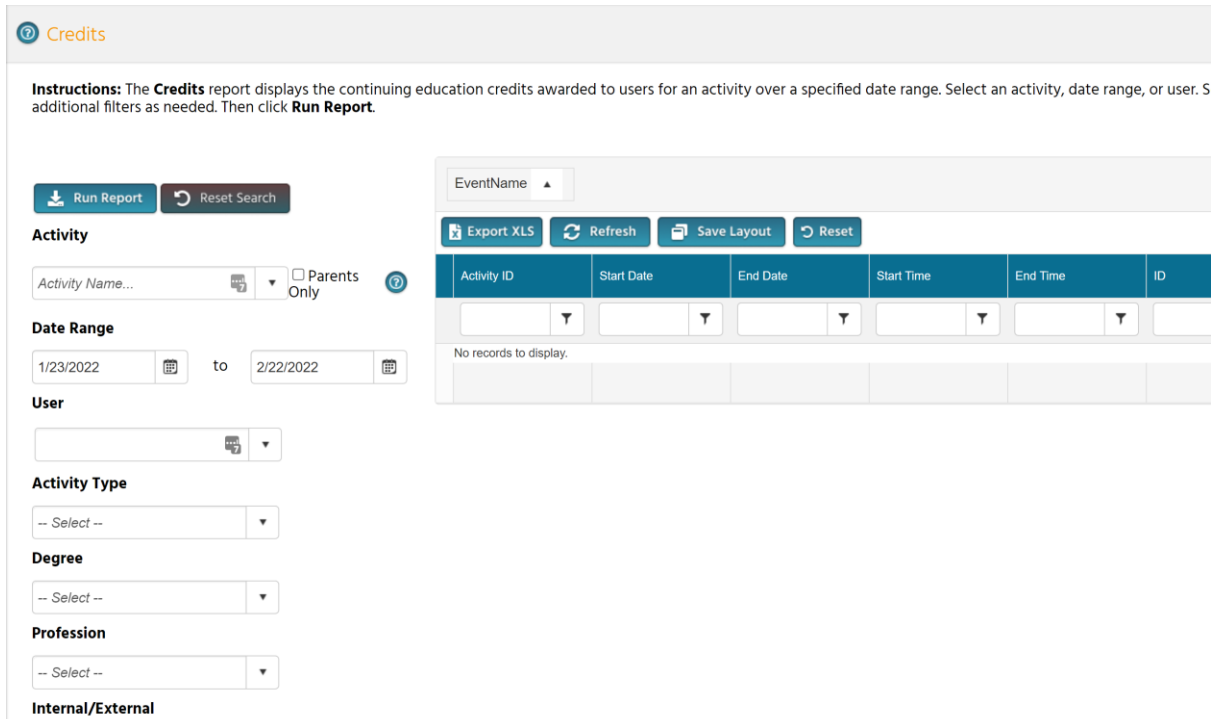 Credits
Instructions: The Credits report displays the continuing education credits awarded to users for an activity over a specified date range. Select an activity, date range, or user. S
additional filters as needed. Then click Run Report.
Run Report
Reset Search
Activity
Activity Name...
Parents
Only
Date Range
1/23/2022
to
2/22/2022
User
Activity Type
-- Select --
Degree
-- Select --
Profession
-- Select --
Internal/External
EventName
Export XLS
Refresh
Save Layout
Reset
Activity ID
Start Date
End Date
Start Time
End Time
ID
No records to display.